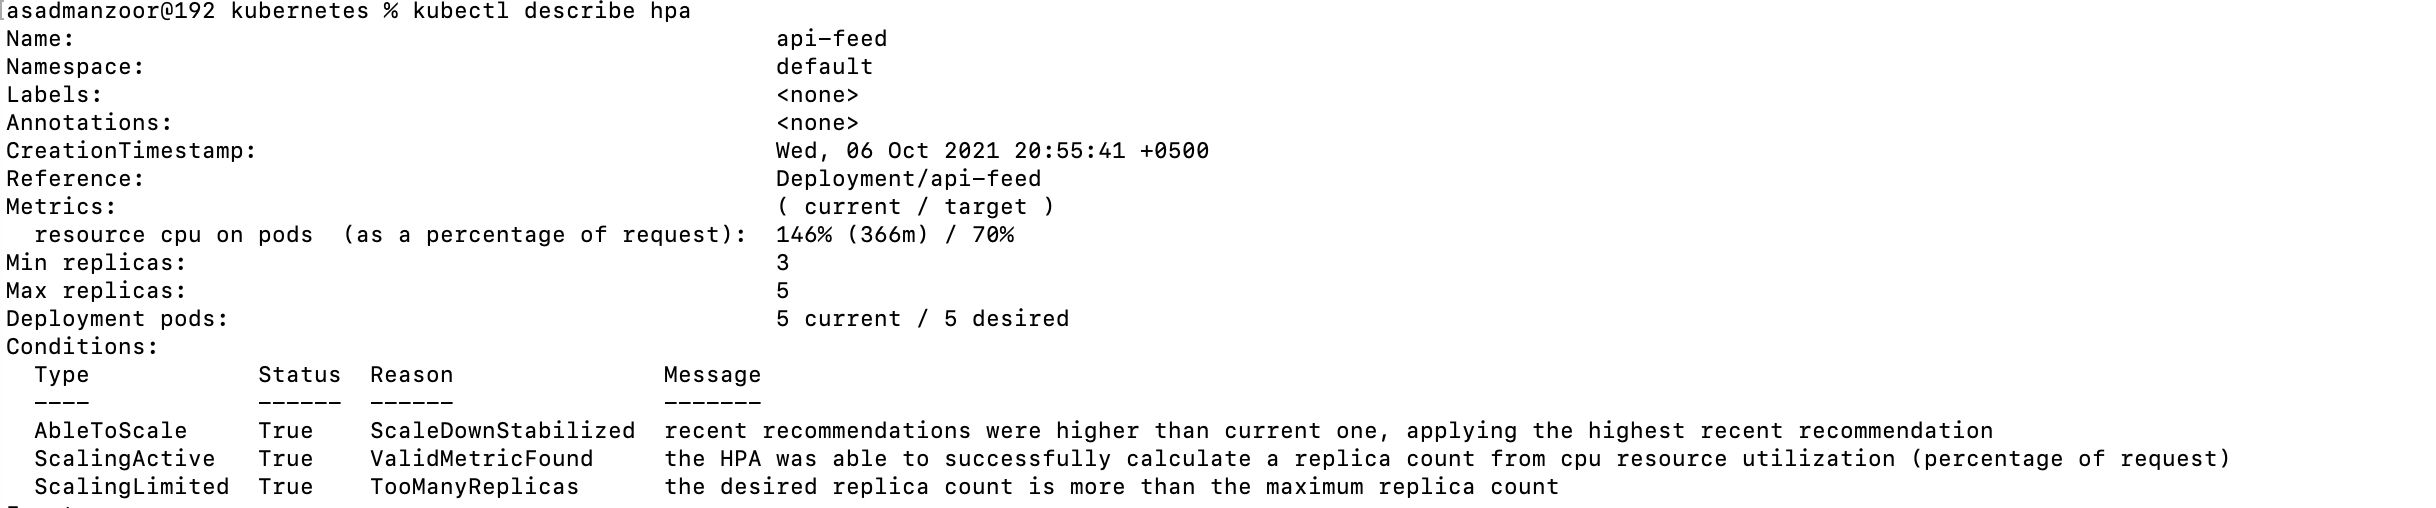 asadmanzoor@192 kubernetes % kubectl describe hpa
Name: api-feed
Namespace: default
Labels: <none>
Annotations: <none>
CreationTimestamp: Wed, 06 Oct 2021 20:55:41 +0500
Reference: Deployment/api-feed
Metrics: ( current / target )
resource cpu on pods (as a percentage of request): 146% (366m) / 70%
Min replicas: 3
Max replicas: 5
Deployment pods: 5 current / 5 desired
Conditions:
Type Status Reason Message
---- ------ ------ -------
AbleToScale True ScaleDownStabilized recent recommendations were higher than current one, applying the highest recent recommendation
ScalingActive True ValidMetricFound the HPA was able to successfully calculate a replica count from cpu resource utilization (percentage of request)
ScalingLimited True TooManyReplicas the desired replica count is more than the maximum replica count